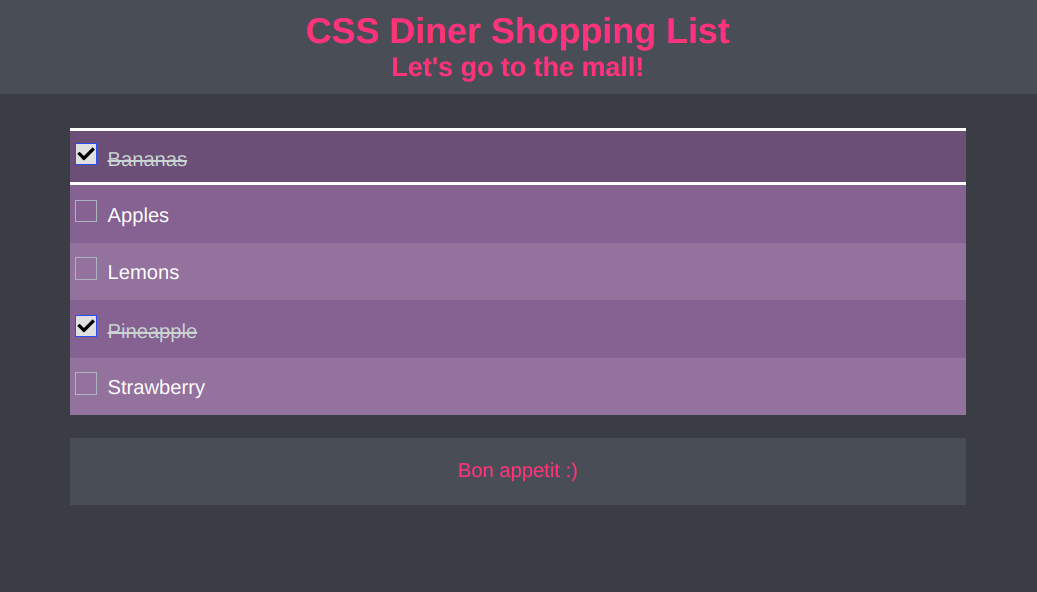 CSS Diner Shopping List
Let's go to the mall!
Bananas
Apples
Lemons
Pineapple
Strawberry
Bon appetit :)